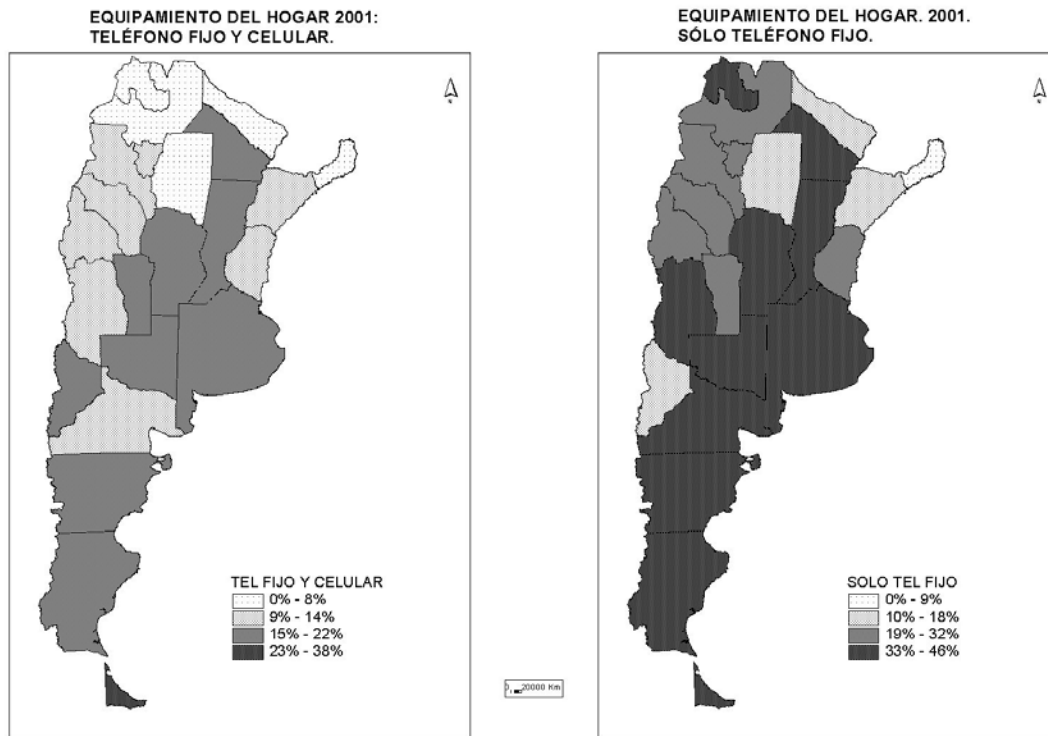 EQUIPAMIENTO DEL HOGAR 2001:
TELÉFONO FIJO Y CELULAR.
TEL FIJO Y CELULAR
0% - 8%
9% - 14%
15% - 22%
23% - 38%
EQUIPAMIENTO DEL HOGAR. 2001.
SÓLO TELÉFONO FIJO.
SOLO TEL FIJO
0% - 9%
10% - 18%
19% - 32%
33% - 46%
20000 Km